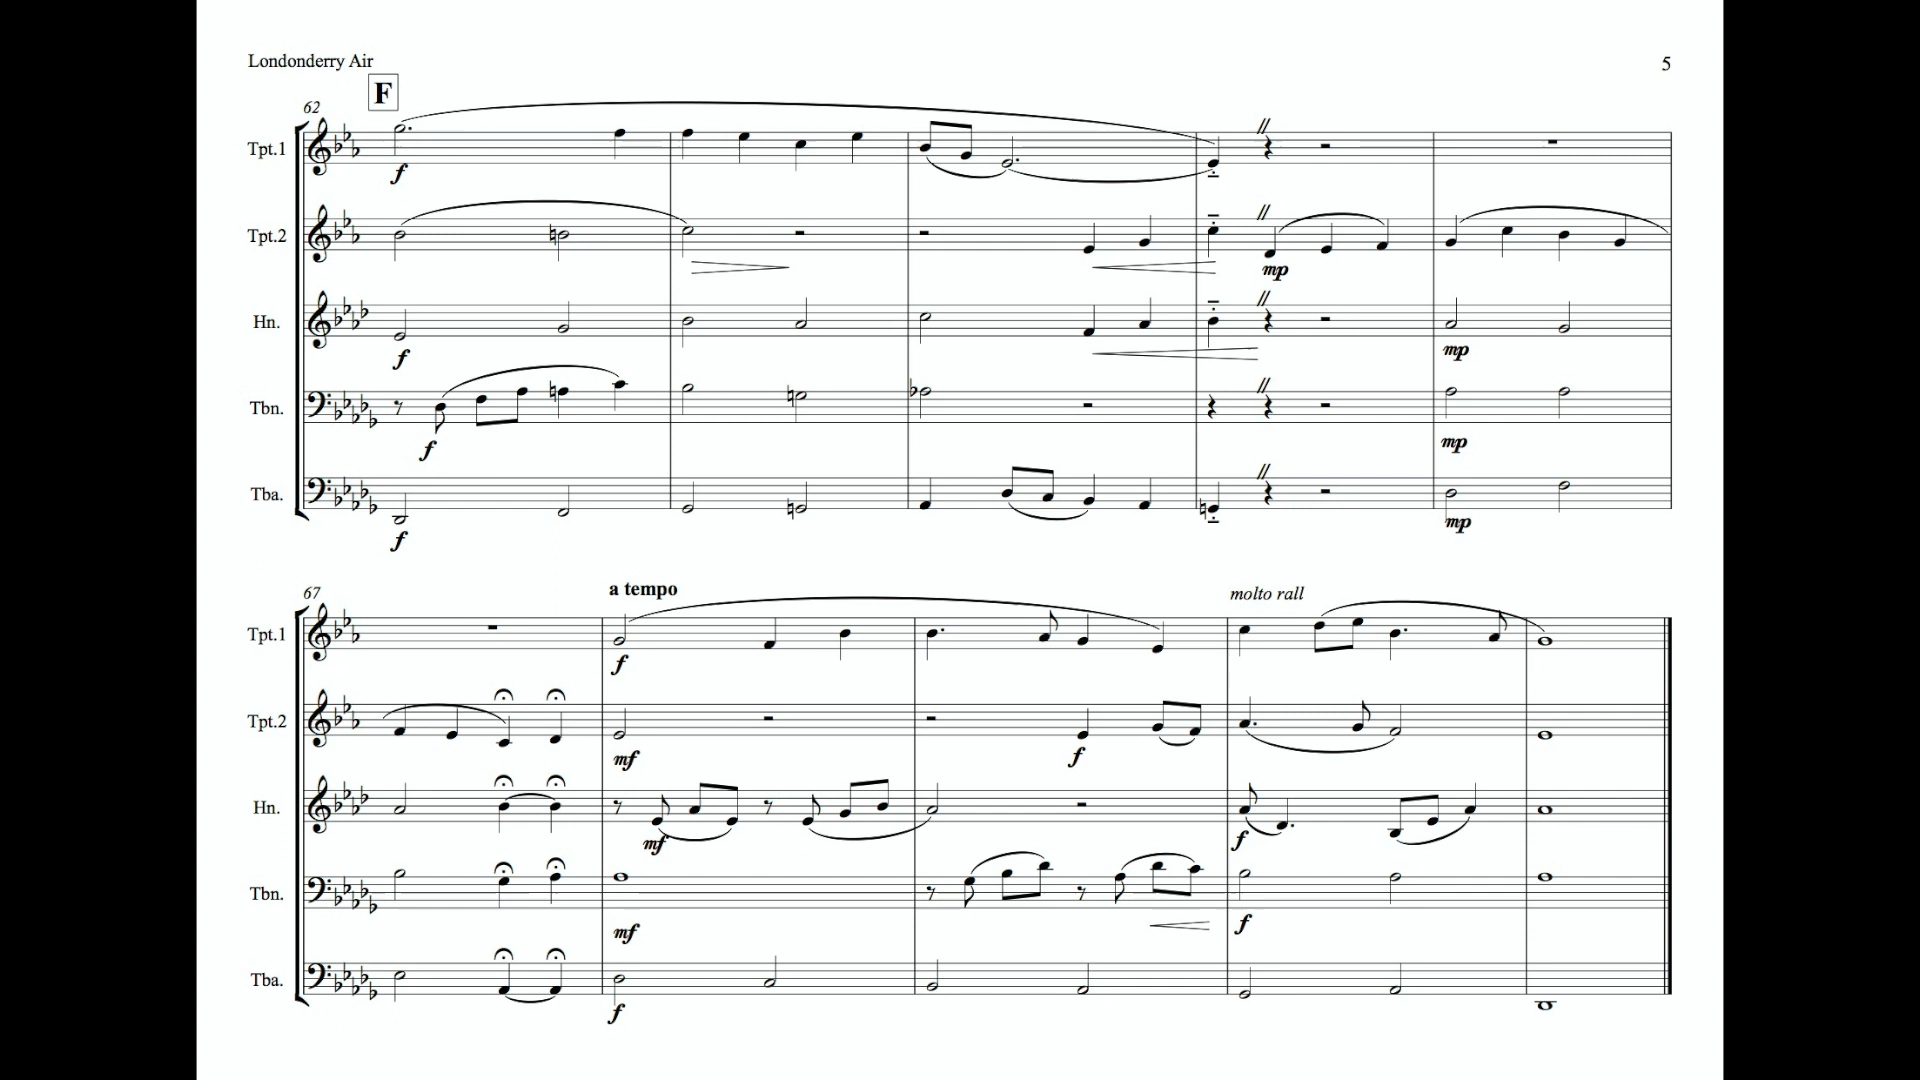 Londonderry Air
5
F
62
Tpt.1
f
Tpt.2
mp
Hn.
f
mp
Tbn.
f
mp
Tba.
f
mp
67
a tempo
molto rall
Tpt.1
f
Tpt.2
mf
f
Hn.
mf
f
Tbn.
mf
f
Tba.
f